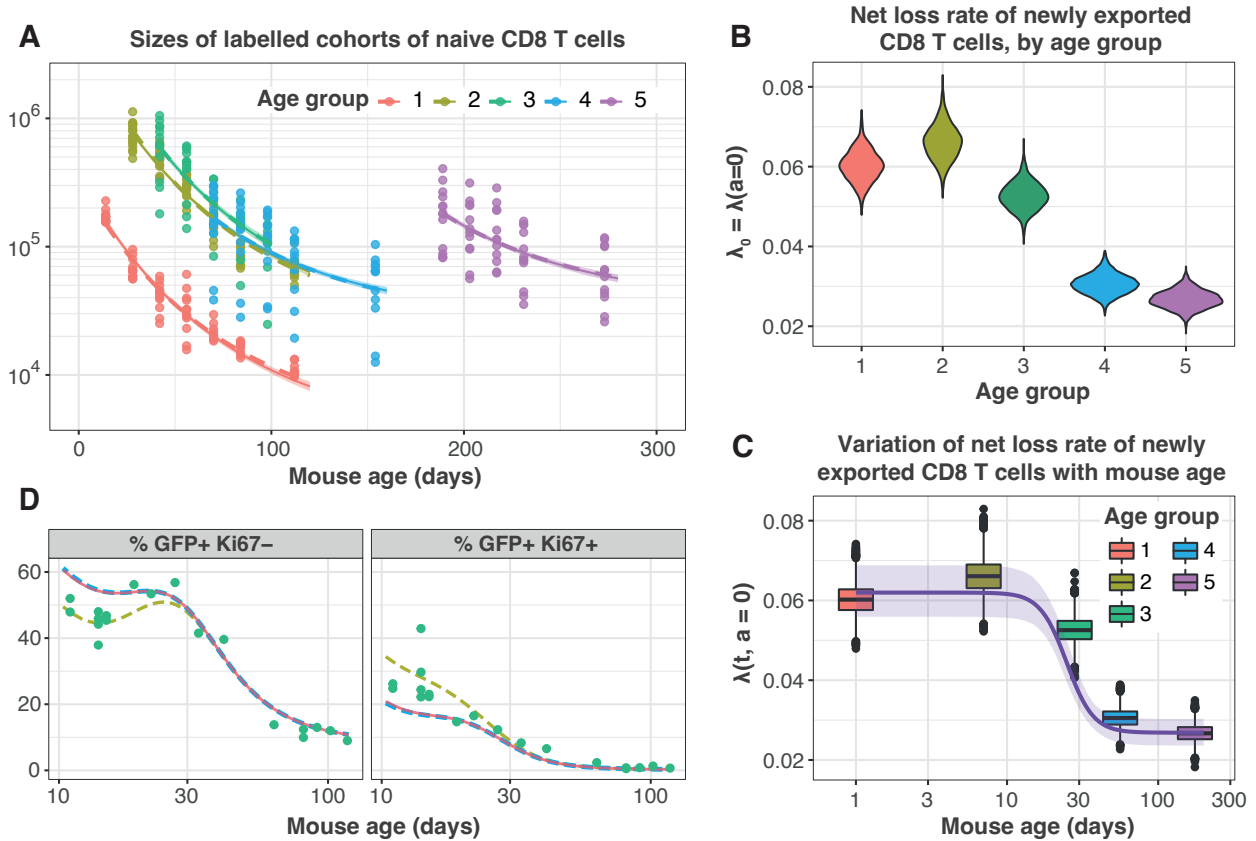 A
Sizes of labelled cohorts of naive CD8 T cells
Age group 1 2 3 4 5
10⁶
10⁵
10⁴
0 100 200 300
Mouse age (days)
B
Net loss rate of newly exported
CD8 T cells, by age group
λ₀ = λ(a=0)
0.08
0.06
0.04
0.02
1 2 3 4 5
Age group
C
Variation of net loss rate of newly
exported CD8 T cells with mouse age
λ(t, a = 0)
0.08
0.06
0.04
0.02
Age group
1 4
2 5
3
1 3 10 30 100 300
Mouse age (days)
D
% GFP+ Ki67−
% GFP+ Ki67+
60
40
20
0
10 30 100
10 30 100
Mouse age (days)